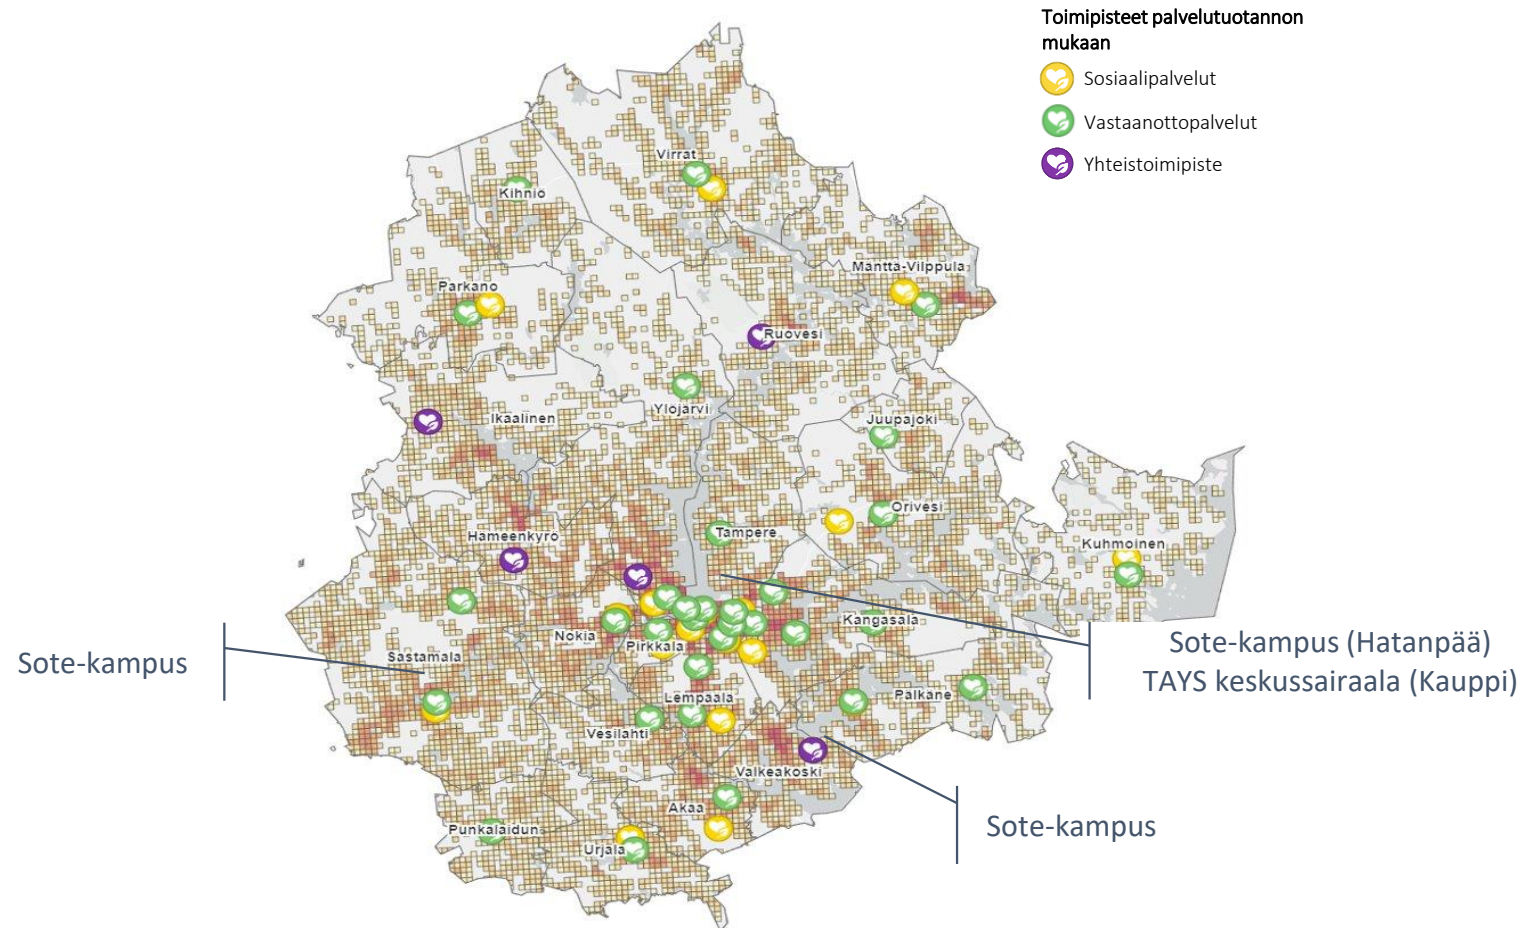 Toimipisteet palvelutuotannon
mukaan
Sosiaalipalvelut
Vastaanottopalvelut
Yhteistoimipiste
Virrat
Kihniö
Mänttä-Vilppula
Parkano
Ruovesi
Ylöjärvi
Ikaalinen
Juupajoki
Orivesi
Tampere
Hämeenkyrö
Kuhmoinen
Kangasala
Nokia
Pirkkala
Sastamala
Sote-kampus
Sote-kampus (Hatanpää)
TAYS keskussairaala (Kauppi)
Pälkäne
Lempäälä
Vesilahti
Valkeakoski
Akaa
Sote-kampus
Punkalaidun
Urjala